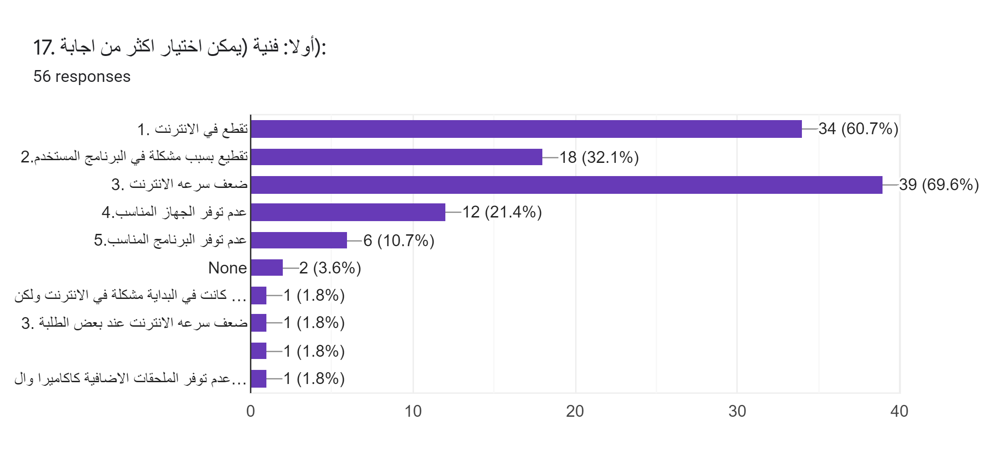 17. أولا: فنية (يمكن اختيار اكثر من اجابة):
56 responses
1. تقطع في الانترنت
34 (60.7%)
2.تقطيع بسبب مشكلة في البرنامج المستخدم
18 (32.1%)
3. ضعف سرعه الانترنت
39 (69.6%)
4.عدم توفر الجهاز المناسب
12 (21.4%)
5.عدم توفر البرنامج المناسب
6 (10.7%)
None
2 (3.6%)
كانت في البداية مشكلة في الانترنت ولكن …
1 (1.8%)
3. ضعف سرعه الانترنت عند بعض الطلبة
1 (1.8%)
1 (1.8%)
عدم توفر الملحقات الاضافية كاكاميرا وال…
1 (1.8%)
0 10 20 30 40